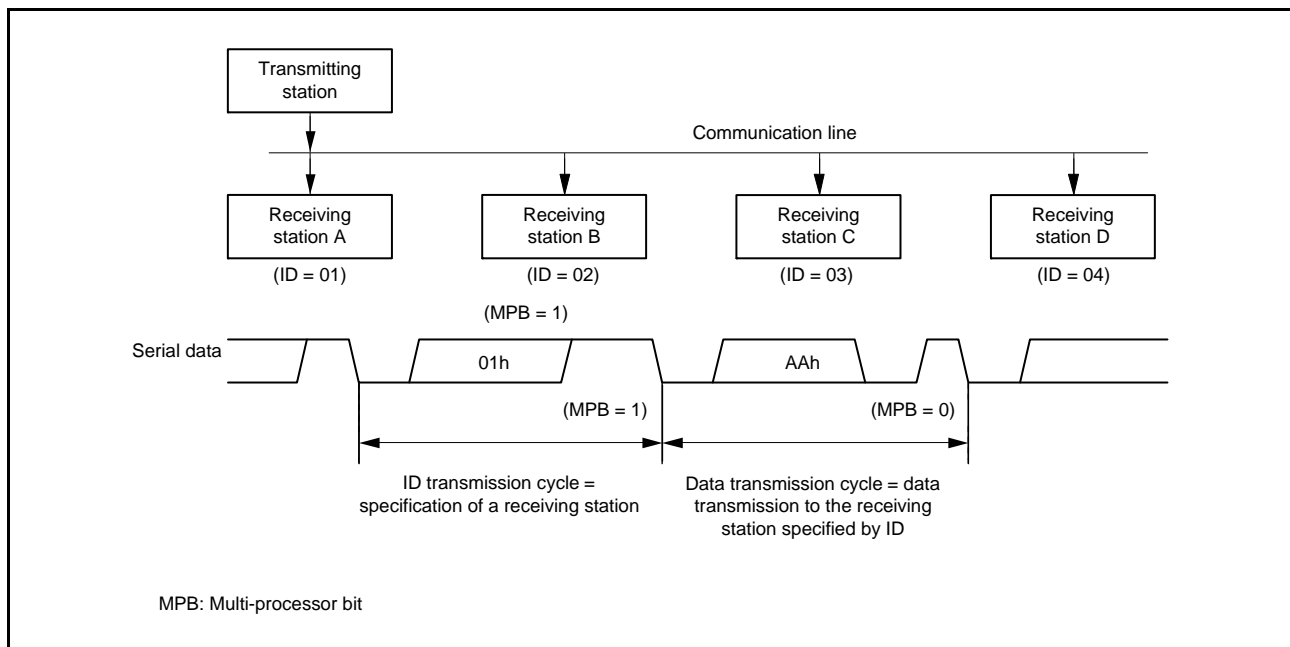 Transmitting
station
Communication line
Receiving
station A
Receiving
station B
Receiving
station C
Receiving
station D
(ID = 01)
(ID = 02)
(ID = 03)
(ID = 04)
(MPB = 1)
Serial data
01h
AAh
(MPB = 1)
(MPB = 0)
ID transmission cycle =
specification of a receiving station
Data transmission cycle = data
transmission to the receiving
station specified by ID
MPB: Multi-processor bit